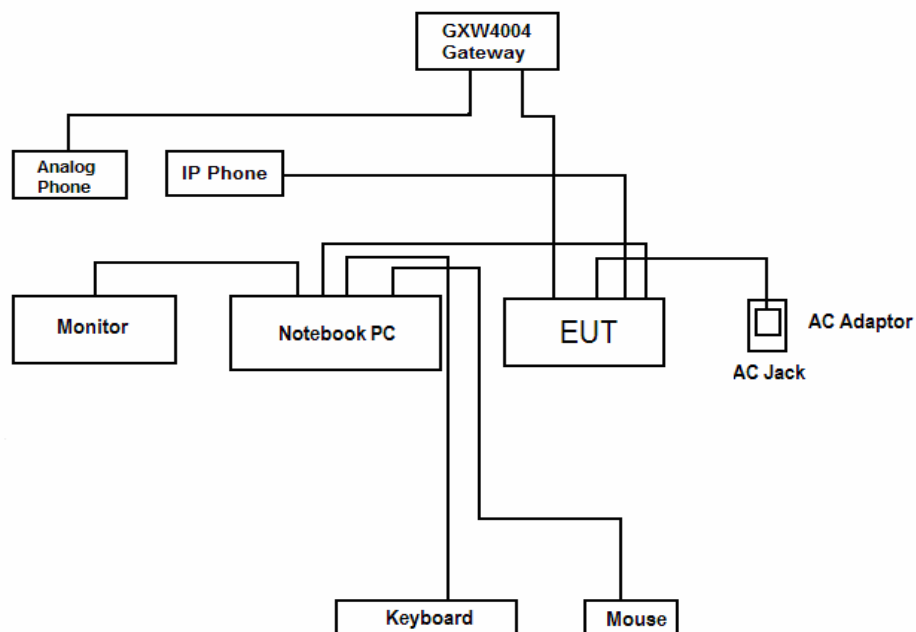 GXW4004
Gateway
Analog
Phone
IP Phone
Monitor
Notebook PC
EUT
AC Adaptor
AC Jack
Keyboard
Mouse